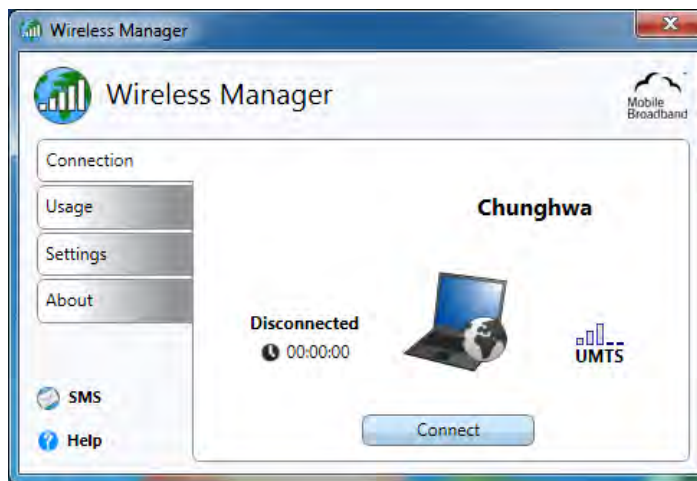 Wireless Manager
Wireless Manager
Mobile
Broadband
Connection
Usage
Settings
About
SMS
Help
Chunghwa
Disconnected
00:00:00
UMTS
Connect